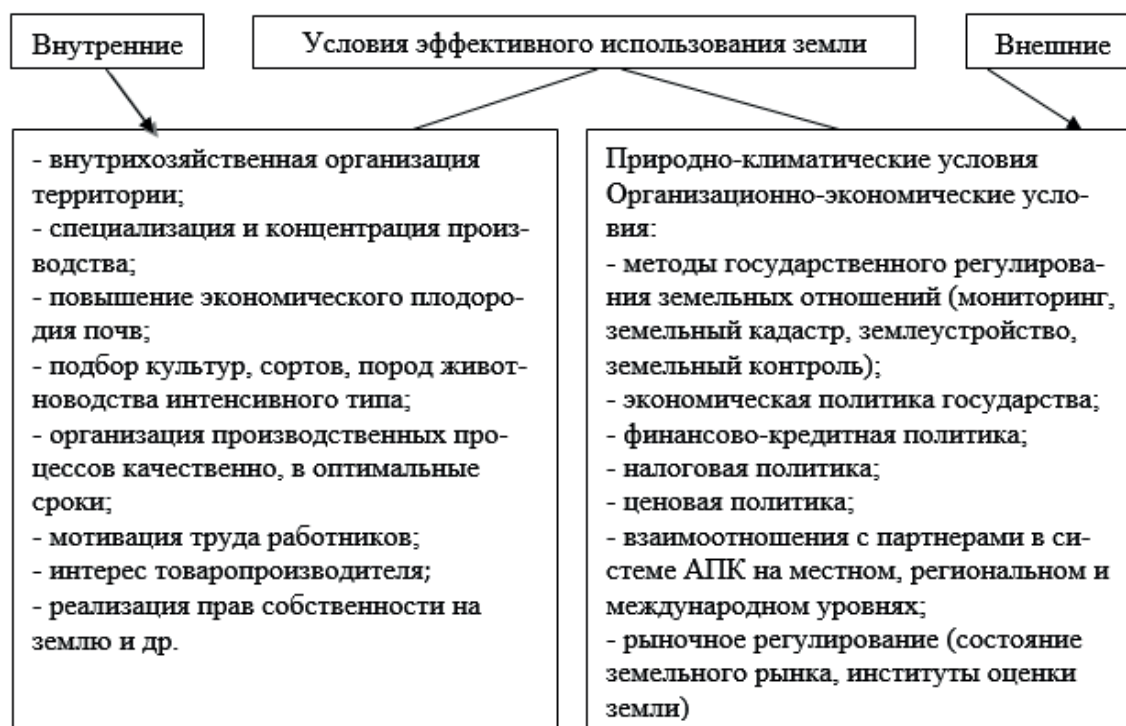 Внутренние
Условия эффективного использования земли
Внешние
- внутрихозяйственная организация
территории;
- специализация и концентрация произ-
водства;
- повышение экономического плодоро-
дия почв;
- подбор культур, сортов, пород живот-
новодства интенсивного типа;
- организация производственных про-
цессов качественно, в оптимальные
сроки;
- мотивация труда работников;
- интерес товаропроизводителя;
- реализация прав собственности на
землю и др.
Природно-климатические условия
Организационно-экономические усло-
вия:
- методы государственного регулирова-
ния земельных отношений (мониторинг,
земельный кадастр, землеустройство,
земельный контроль);
- экономическая политика государства;
- финансово-кредитная политика;
- налоговая политика;
- ценовая политика;
- взаимоотношения с партнерами в си-
стеме АПК на местном, региональном и
международном уровнях;
- рыночное регулирование (состояние
земельного рынка, институты оценки
земли)